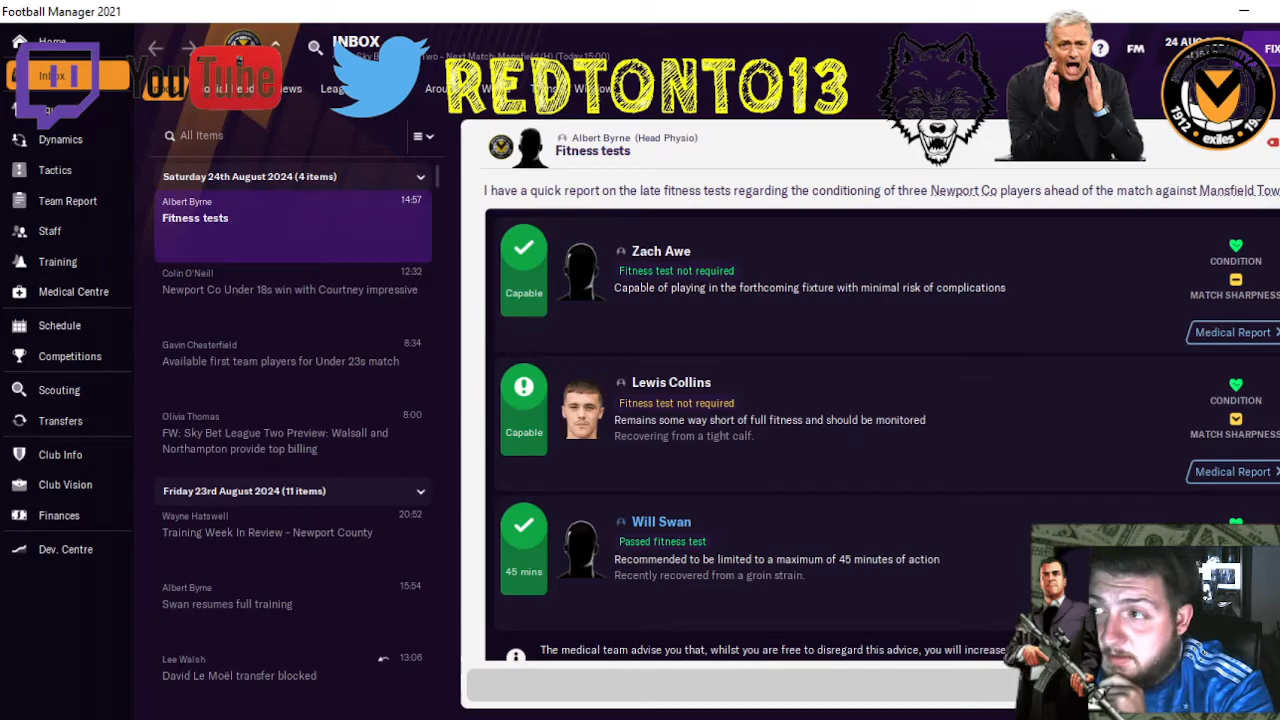 Football Manager 2021
Home
Inbox
Dynamics
Tactics
Team Report
Staff
Training
Medical Centre
Schedule
Competitions
Scouting
Transfers
Club Info
Club Vision
Finances
Dev. Centre
YouTube
INBOX
Next Match: Mansfield (H) (Today 15:00)
REDTONTO13
? FM 24 AU FIX
1912 exiles
All Items
Saturday 24th August 2024 (4 items)
Albert Byrne 14:57
Fitness tests
Colin O'Neill 12:32
Newport Co Under 18s win with Courtney impressive
Gavin Chesterfield 8:34
Available first team players for Under 23s match
Olivia Thomas 8:00
FW: Sky Bet League Two Preview: Walsall and
Northampton provide top billing
Friday 23rd August 2024 (11 items)
Wayne Hatswell 20:52
Training Week In Review - Newport County
Albert Byrne 15:54
Swan resumes full training
Lee Walsh 13:06
David Le Moël transfer blocked
Albert Byrne (Head Physio)
Fitness tests
I have a quick report on the late fitness tests regarding the conditioning of three Newport Co players ahead of the match against Mansfield Tow
Capable
Zach Awe
Fitness test not required
Capable of playing in the forthcoming fixture with minimal risk of complications
CONDITION
MATCH SHARPNESS
Medical Report
Capable
Lewis Collins
Fitness test not required
Remains some way short of full fitness and should be monitored
Recovering from a tight calf.
CONDITION
MATCH SHARPNESS
Medical Report
45 mins
Will Swan
Passed fitness test
Recommended to be limited to a maximum of 45 minutes of action
Recently recovered from a groin strain.
The medical team advise you that, whilst you are free to disregard this advice, you will increase